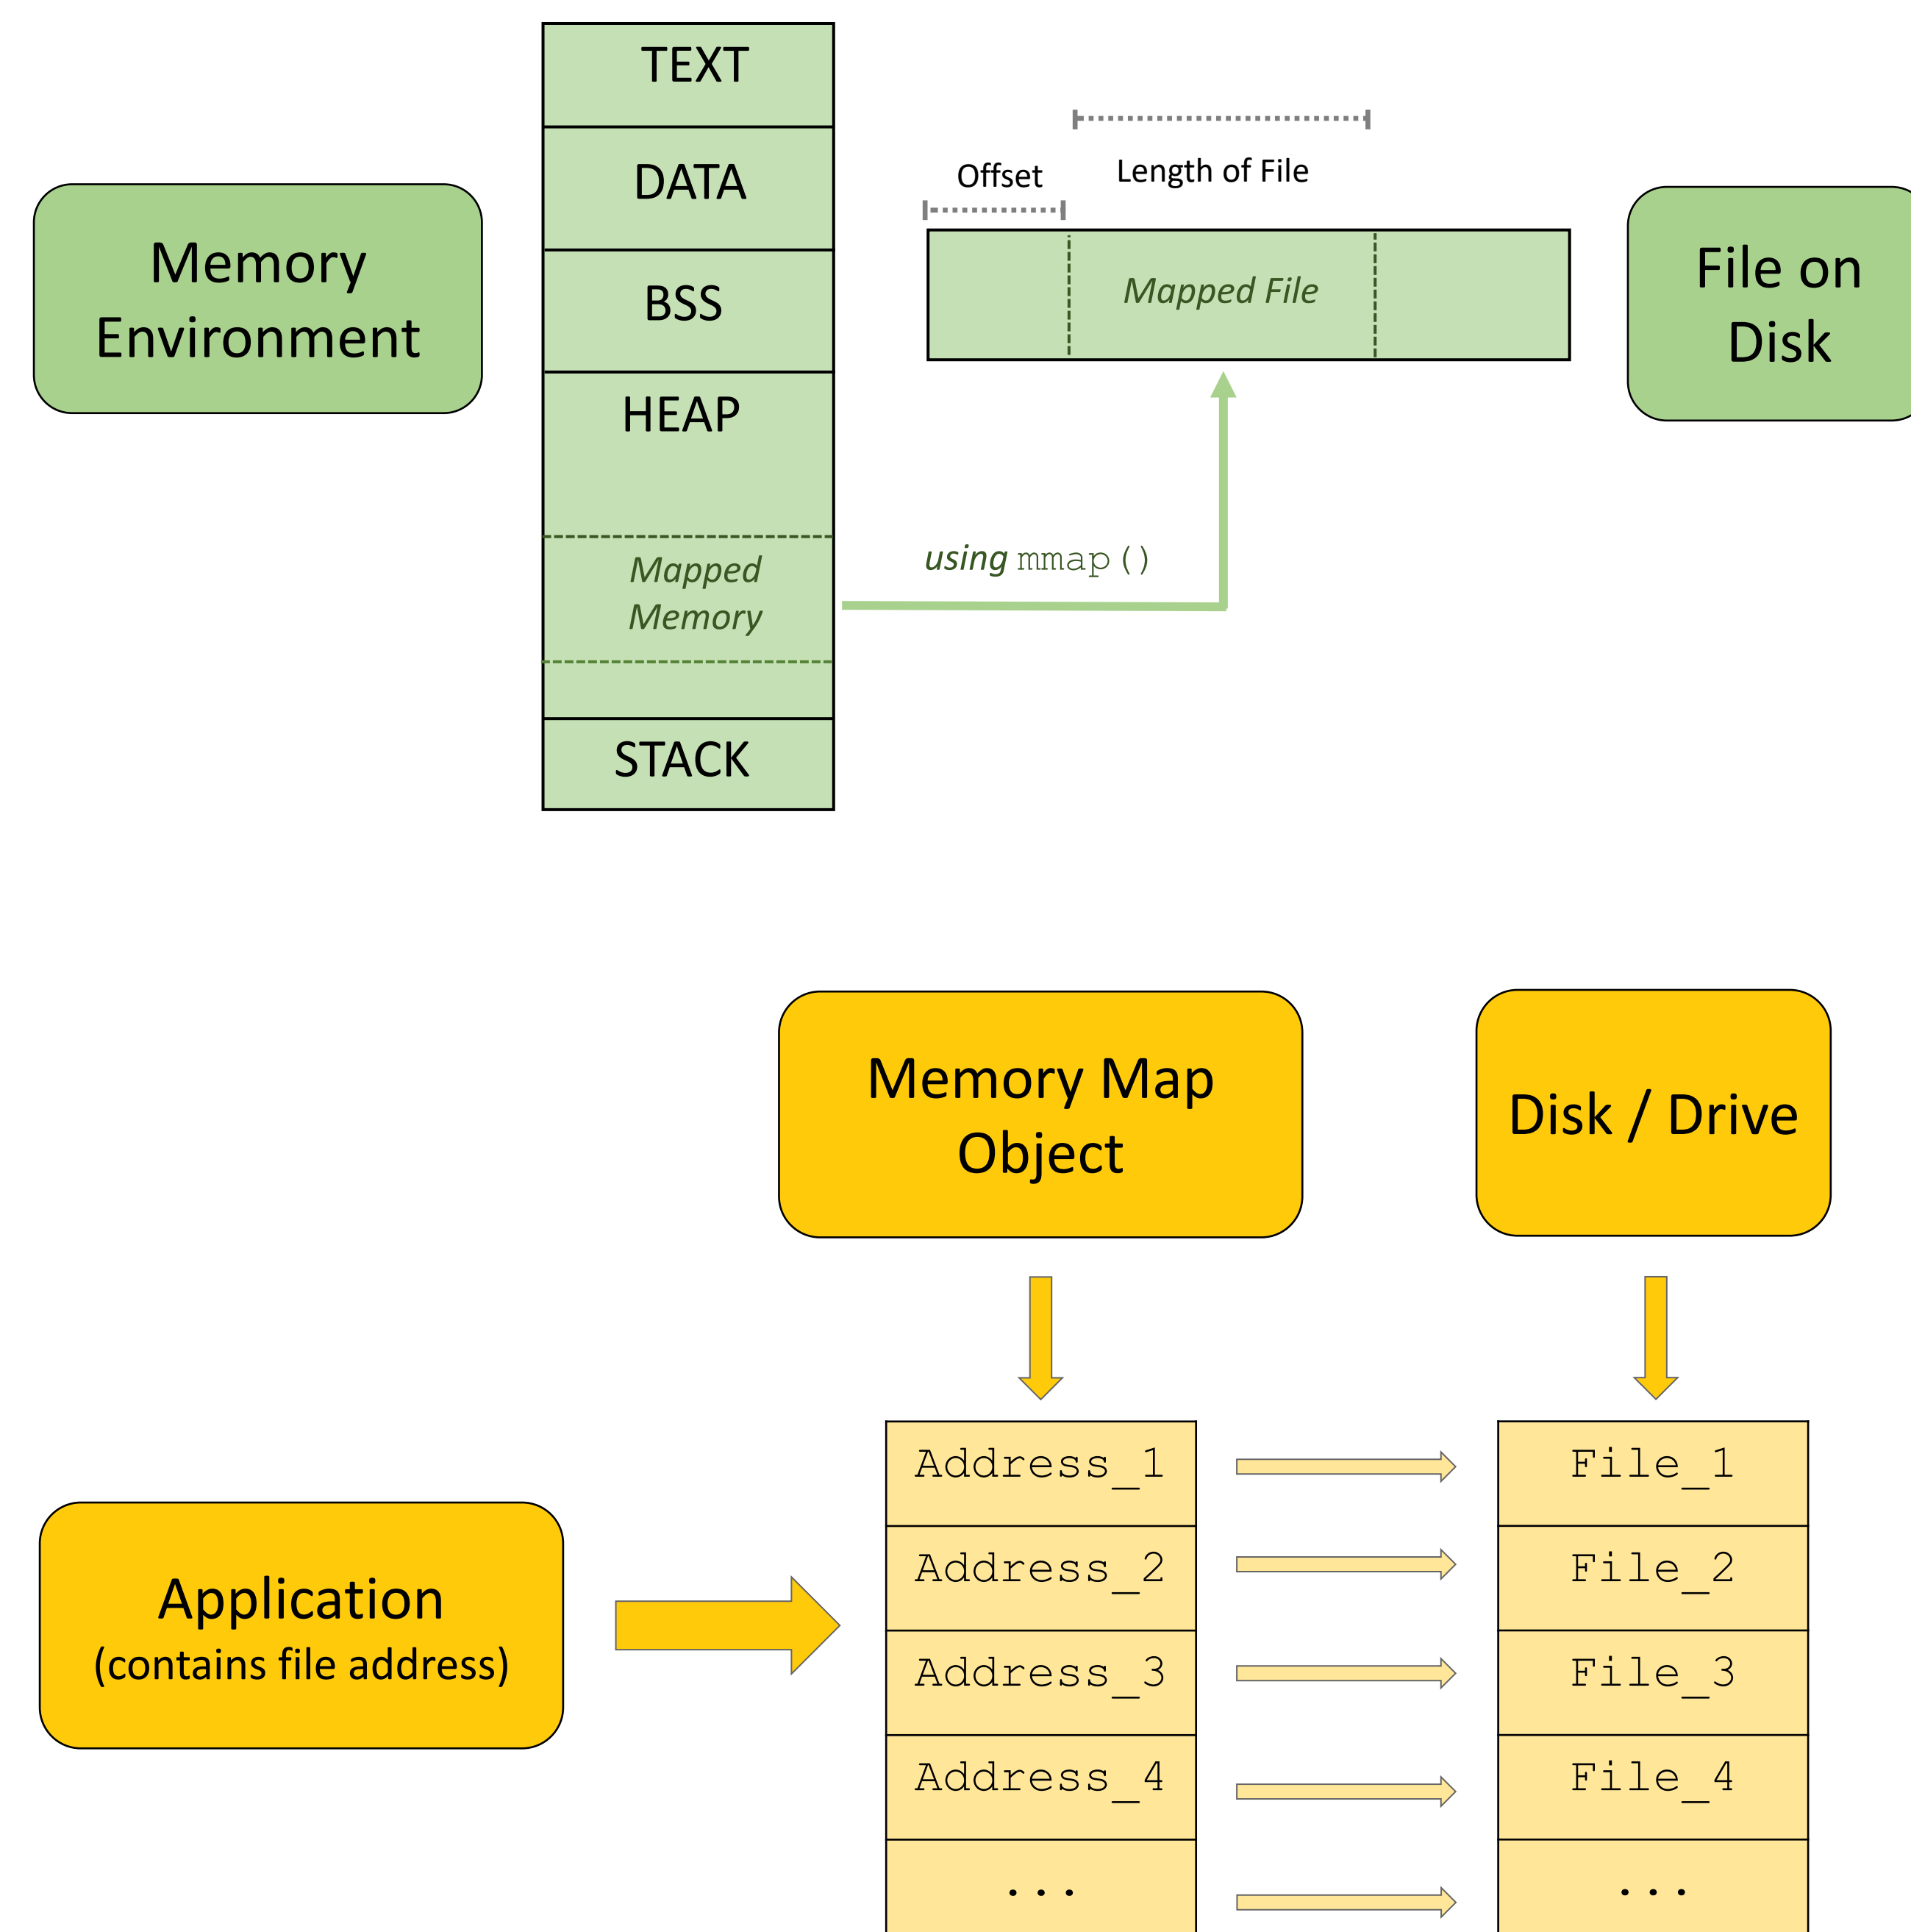 TEXT
DATA
BSS
HEAP
Mapped
Memory
STACK
Memory
Environment
Offset
Length of File
Mapped File
using mmap()
File on
Disk
Memory Map
Object
Disk / Drive
Application
(contains file address)
Address_1
File_1
Address_2
File_2
Address_3
File_3
Address_4
File_4
...
...